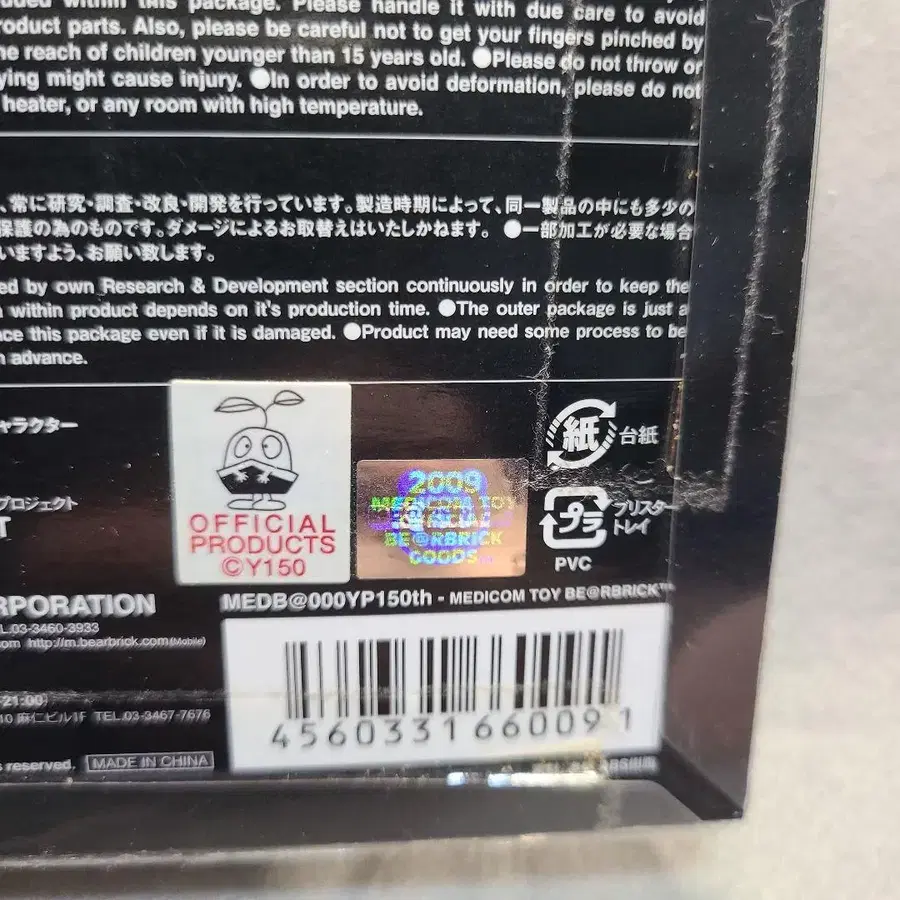 within this package. Please handle it with due care to avoid
product parts. Also, please be careful not to get your fingers pinched by
he reach of children younger than 15 years old. ●Please do not throw or
ying might cause injury. ●In order to avoid deformation, please do not
heater, or any room with high temperature.
、常に研究・調査・改良・開発を行っています。製造時期によって、同一製品の中にも多少の
保護の為のものです。ダメージによるお取替えはいたしかねます。 ●一部加工が必要な場合
いますよう、お願い致します。
ed by own Research & Development section continuously in order to keep the
within product depends on it's production time. ●The outer package is just a
ace this package even if it is damaged. ●Product may need some process to be
n advance.
ャラクター
プロジェクト
T
OFFICIAL
PRODUCTS
©Y150
2009
MEDICOM TOY
BE@RBRICK
GOODS
紙
台紙
プラ
ブリスター
トレイ
PVC
RPORATION
L.03-3460-3933
com http://m.bearbrick.com(Mobile)
MEDB@000YP150th - MEDICOM TOY BE@RBRICK™
-21:00)
10 麻仁ビル1F TEL.03-3467-7676
4560331660091
s reserved. MADE IN CHINA